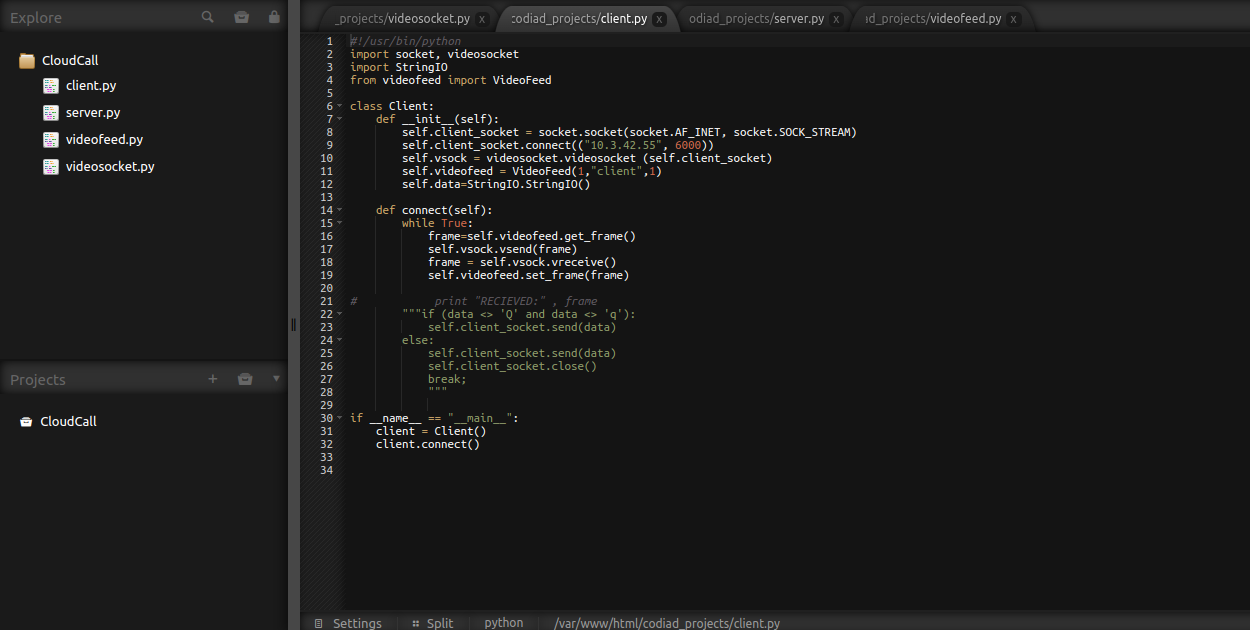 Explore
CloudCall
client.py
server.py
videofeed.py
videosocket.py
Projects
CloudCall
_projects/videosocket.py x
codiad_projects/client.py x
odiad_projects/server.py x
d_projects/videofeed.py x
1 #!/usr/bin/python
2 import socket, videosocket
3 import StringIO
4 from videofeed import VideoFeed
5
6 class Client:
7     def __init__(self):
8         self.client_socket = socket.socket(socket.AF_INET, socket.SOCK_STREAM)
9         self.client_socket.connect(("10.3.42.55", 6000))
10         self.vsock = videosocket.videosocket (self.client_socket)
11         self.videofeed = VideoFeed(1,"client",1)
12         self.data=StringIO.StringIO()
13
14     def connect(self):
15         while True:
16             frame=self.videofeed.get_frame()
17             self.vsock.vsend(frame)
18             frame = self.vsock.vreceive()
19             self.videofeed.set_frame(frame)
20
21 #            print "RECIEVED:" , frame
22         """if (data <> 'Q' and data <> 'q'):
23             self.client_socket.send(data)
24         else:
25             self.client_socket.send(data)
26             self.client_socket.close()
27             break;
28             """
29
30 if __name__ == "__main__":
31     client = Client()
32     client.connect()
33
34
Settings Split python /var/www/html/codiad_projects/client.py